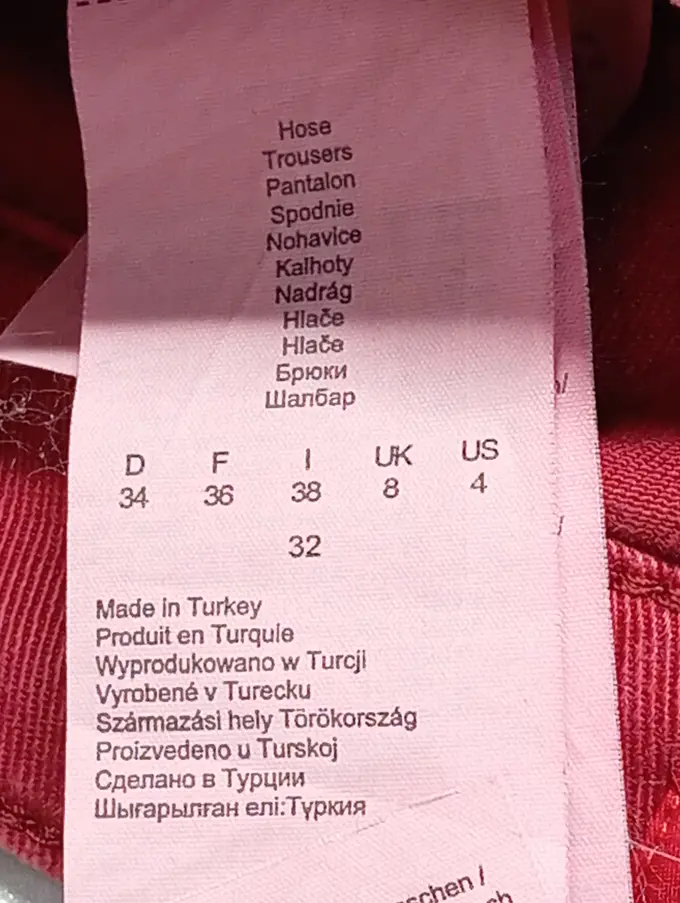 Hose
Trousers
Pantalon
Spodnie
Nohavice
Kalhoty
Nadrág
Hlače
Hlače
Брюки
Шалбар
D F I UK US
34 36 38 8 4
32
Made in Turkey
Produit en Turquie
Wyprodukowano w Turcji
Vyrobené v Turecku
Származási hely Törökország
Proizvedeno u Turskoj
Сделано в Турции
Шығарылған елі:Түркия